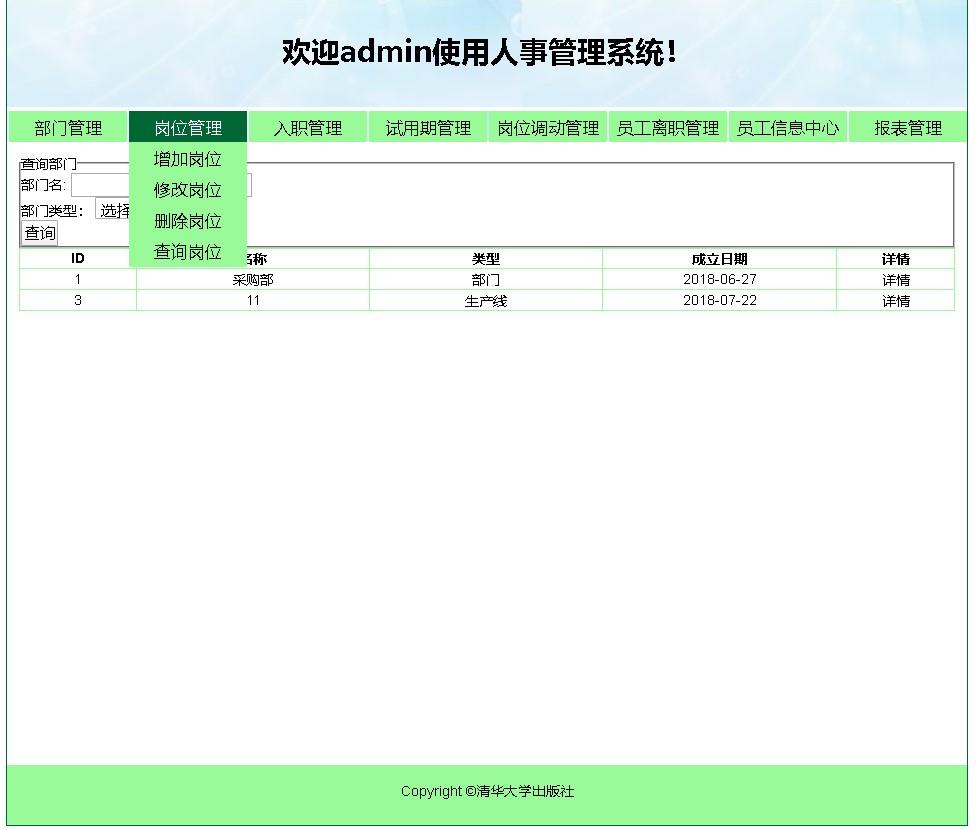 欢迎admin使用人事管理系统!
部门管理 岗位管理 入职管理 试用期管理 岗位调动管理 员工离职管理 员工信息中心 报表管理
增加岗位
修改岗位
删除岗位
查询岗位
查询部门
部门名:
部门类型： 选择
查询
ID 名称 类型 成立日期 详情
1 采购部 部门 2018-06-27 详情
3 11 生产线 2018-07-22 详情
Copyright ©清华大学出版社